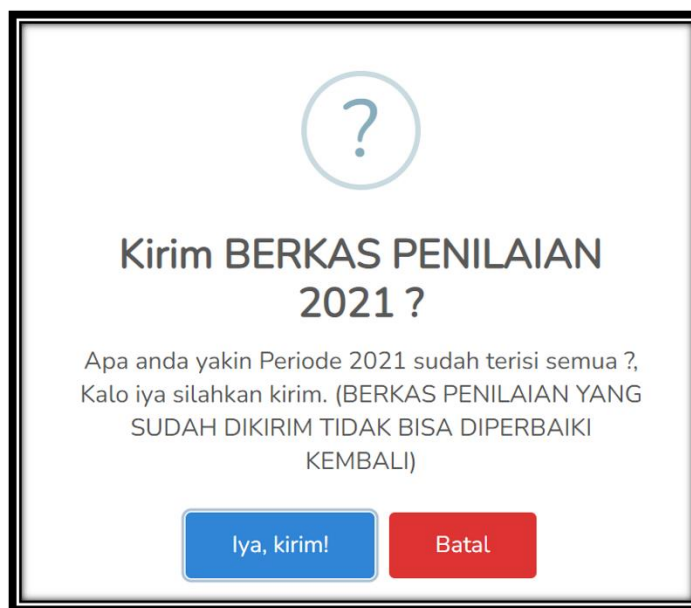 ?
Kirim BERKAS PENILAIAN
2021 ?
Apa anda yakin Periode 2021 sudah terisi semua ?,
Kalo iya silahkan kirim. (BERKAS PENILAIAN YANG
SUDAH DIKIRIM TIDAK BISA DIPERBAIKI
KEMBALI)
Iya, kirim!
Batal